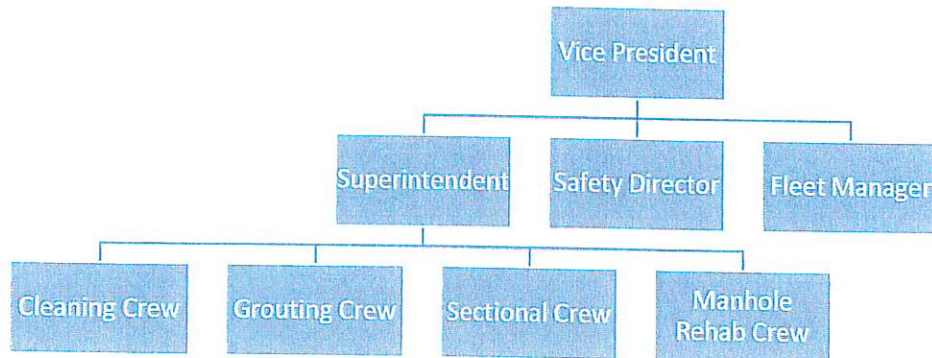 Vice President
Superintendent
Safety Director
Fleet Manager
Cleaning Crew
Grouting Crew
Sectional Crew
Manhole
Rehab Crew